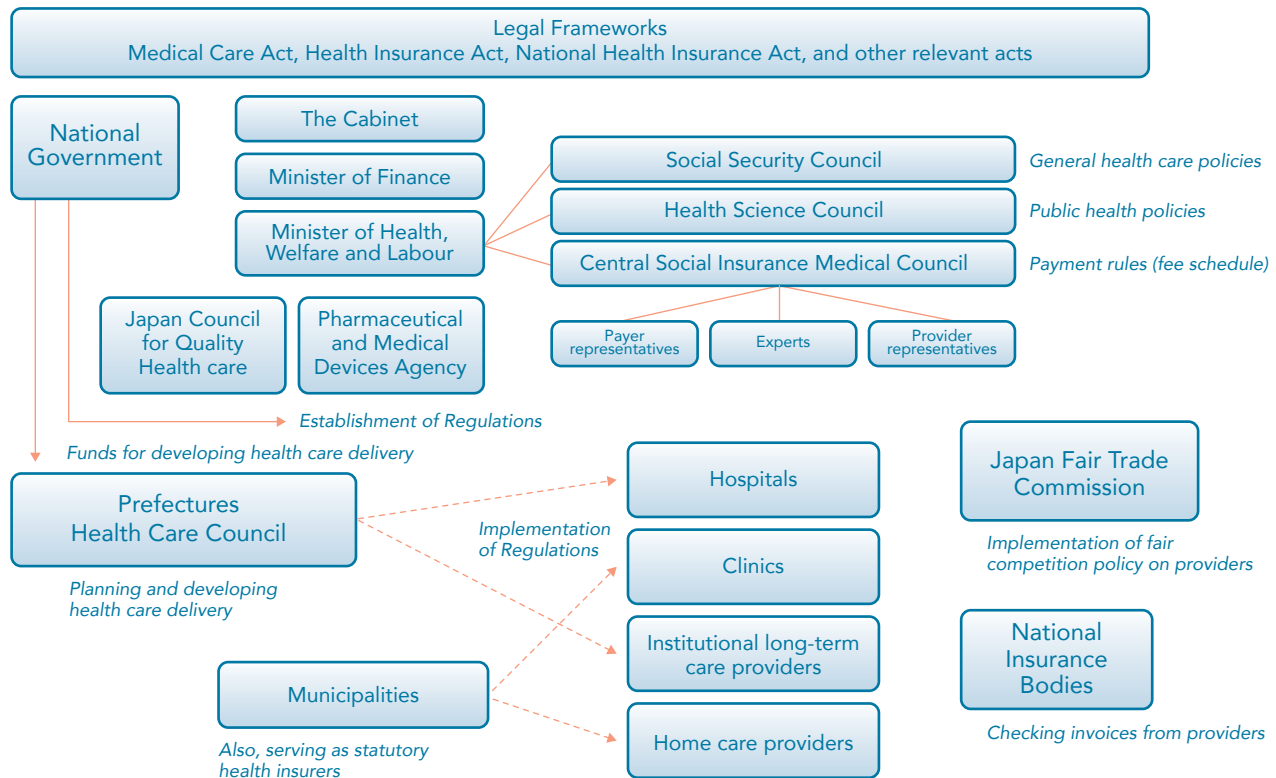 Legal Frameworks
Medical Care Act, Health Insurance Act, National Health Insurance Act, and other relevant acts
National
Government
The Cabinet
Minister of Finance
Minister of Health,
Welfare and Labour
Social Security Council
General health care policies
Health Science Council
Public health policies
Central Social Insurance Medical Council
Payment rules (fee schedule)
Payer
representatives
Experts
Provider
representatives
Japan Council
for Quality
Health care
Pharmaceutical
and Medical
Devices Agency
Establishment of Regulations
Funds for developing health care delivery
Prefectures
Health Care Council
Planning and developing
health care delivery
Implementation
of Regulations
Hospitals
Clinics
Institutional long-term
care providers
Home care providers
Municipalities
Also, serving as statutory
health insurers
Japan Fair Trade
Commission
Implementation of fair
competition policy on providers
National
Insurance
Bodies
Checking invoices from providers